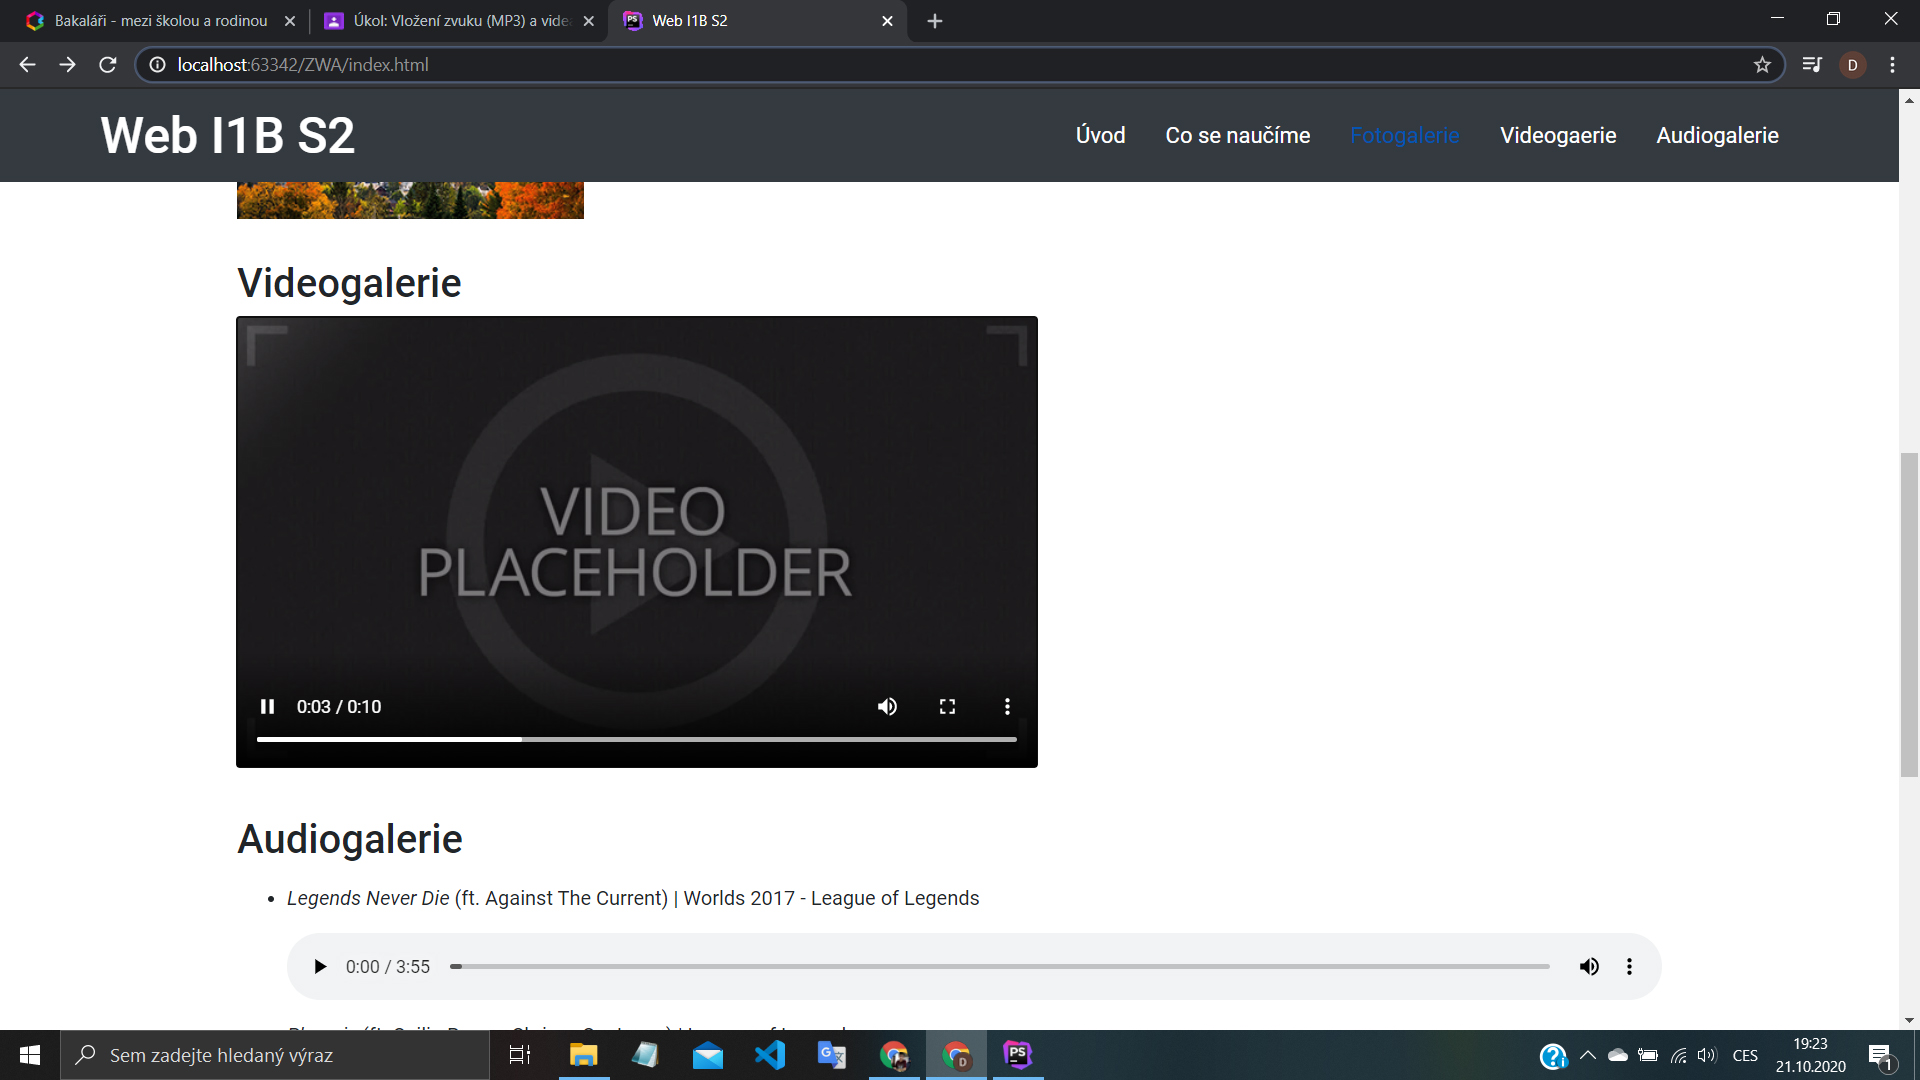 Bakaláři - mezi školou a rodinou
Úkol: Vložení zvuku (MP3) a vide
Web I1B S2
localhost:63342/ZWA/index.html
D
Web I1B S2
Úvod Co se naučíme Fotogalerie Videogaerie Audiogalerie
Videogalerie
VIDEO
PLACEHOLDER
0:03 / 0:10
Audiogalerie
Legends Never Die (ft. Against The Current) | Worlds 2017 - League of Legends
0:00 / 3:55
Sem zadejte hledaný výraz
CES
19:23
21.10.2020
1